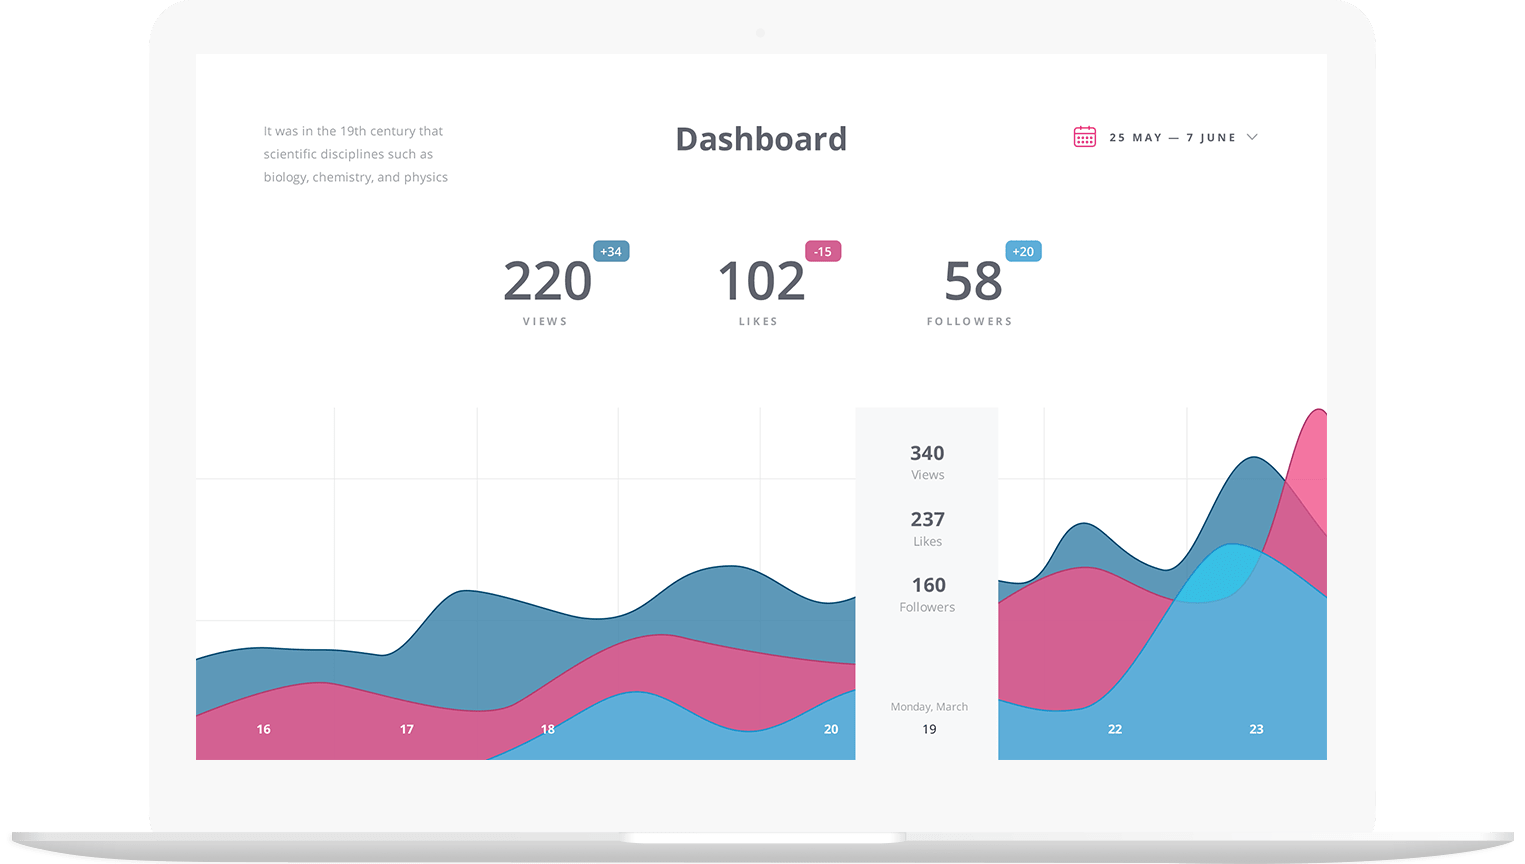 It was in the 19th century that
scientific disciplines such as
biology, chemistry, and physics
Dashboard
25 MAY — 7 JUNE
220
+34
VIEWS
102
-15
LIKES
58
+20
FOLLOWERS
340
Views
237
Likes
160
Followers
Monday, March
16
17
18
20
19
22
23